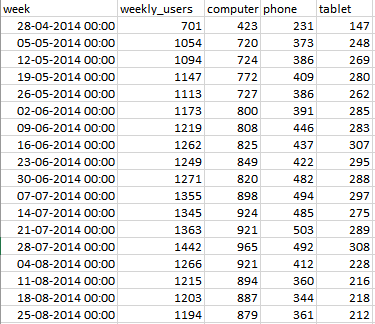 week weekly_users computer phone tablet
28-04-2014 00:00 701 423 231 147
05-05-2014 00:00 1054 720 373 248
12-05-2014 00:00 1094 724 386 269
19-05-2014 00:00 1147 772 409 280
26-05-2014 00:00 1113 727 386 262
02-06-2014 00:00 1173 800 391 285
09-06-2014 00:00 1219 808 446 283
16-06-2014 00:00 1262 825 437 307
23-06-2014 00:00 1249 849 422 295
30-06-2014 00:00 1271 820 482 288
07-07-2014 00:00 1355 898 494 297
14-07-2014 00:00 1345 924 485 275
21-07-2014 00:00 1363 921 503 289
28-07-2014 00:00 1442 965 492 308
04-08-2014 00:00 1266 921 412 228
11-08-2014 00:00 1215 894 360 216
18-08-2014 00:00 1203 887 344 218
25-08-2014 00:00 1194 879 361 212